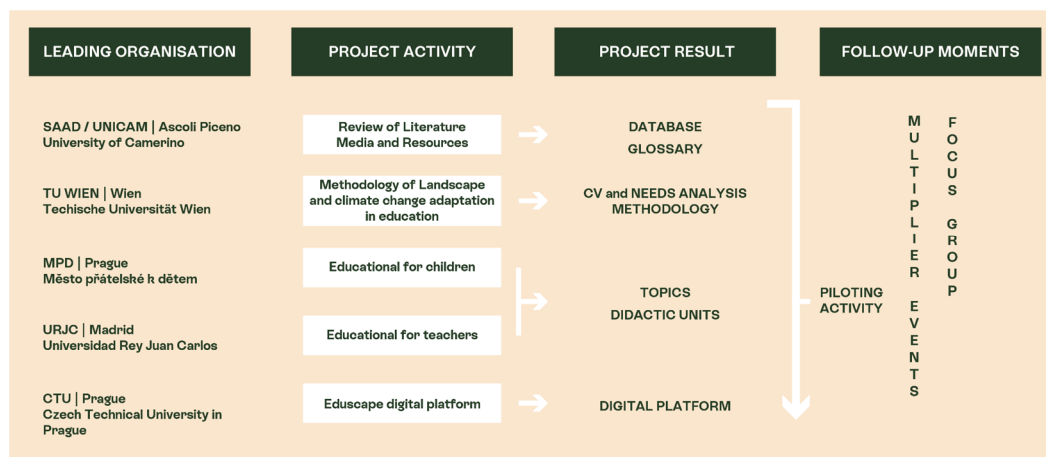 LEADING ORGANISATION
PROJECT ACTIVITY
PROJECT RESULT
FOLLOW-UP MOMENTS
SAAD / UNICAM | Ascoli Piceno
University of Camerino
Review of Literature
Media and Resources
DATABASE
GLOSSARY
TU WIEN | Wien
Techische Universität Wien
Methodology of Landscape
and climate change adaptation
in education
CV and NEEDS ANALYSIS
METHODOLOGY
MPD | Prague
Město přátelské k dětem
Educational for children
URJC | Madrid
Universidad Rey Juan Carlos
Educational for teachers
TOPICS
DIDACTIC UNITS
CTU | Prague
Czech Technical University in
Prague
Eduscape digital platform
DIGITAL PLATFORM
PILOTING
ACTIVITY
MULTIPLIER EVENTS
FOCUS GROUP